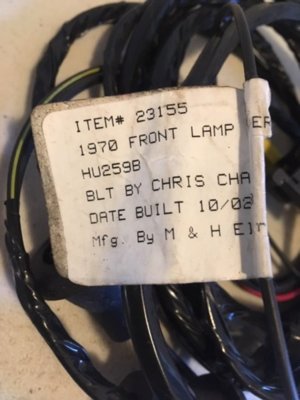 ITEM# 23155
1970 FRONT LAMP
HU259B
BLT BY CHRIS CHA
DATE BUILT 10/02
Mfg. By M & H